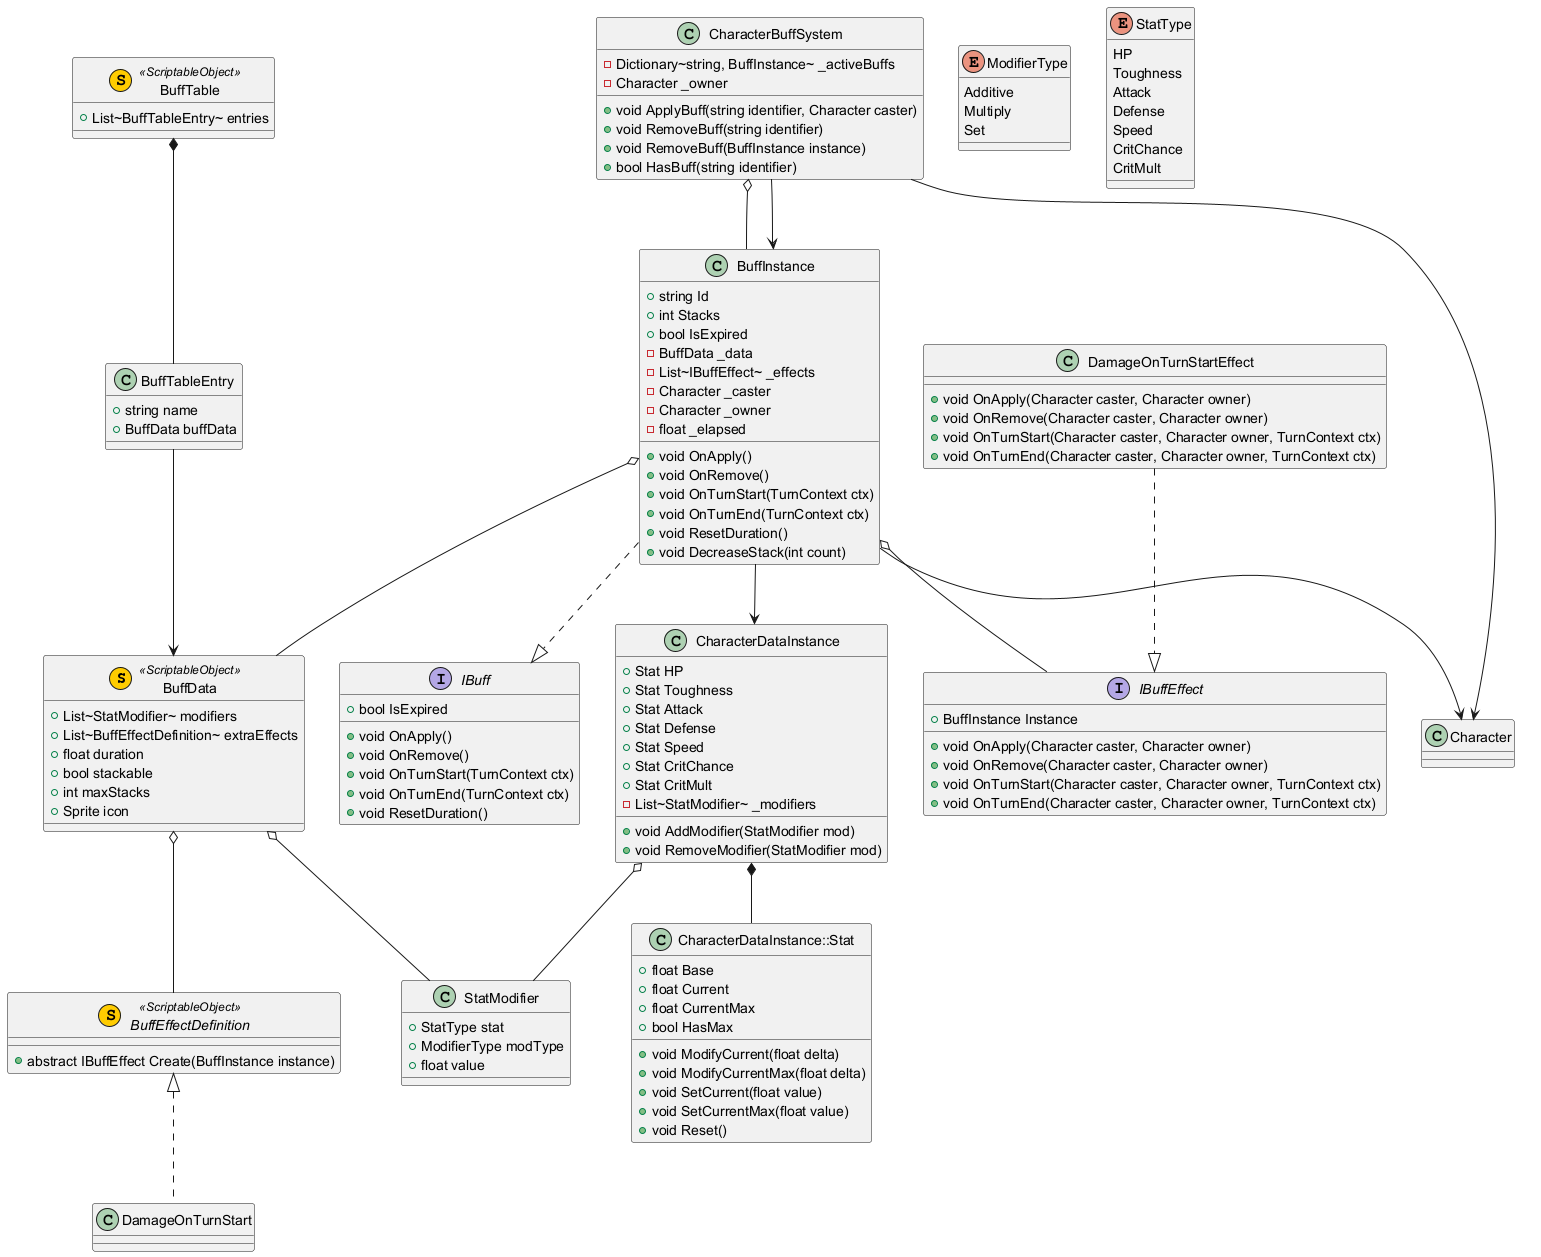 C CharacterBuffSystem
Dictionary~string, BuffInstance~ _activeBuffs
Character _owner
void ApplyBuff(string identifier, Character caster)
void RemoveBuff(string identifier)
void RemoveBuff(BuffInstance instance)
bool HasBuff(string identifier)
E ModifierType
Additive
Multiply
Set
E StatType
HP
Toughness
Attack
Defense
Speed
CritChance
CritMult
S «ScriptableObject»
BuffTable
List~BuffTableEntry~ entries
C BuffInstance
string Id
int Stacks
bool IsExpired
BuffData _data
List~IBuffEffect~ _effects
Character _caster
Character _owner
float _elapsed
void OnApply()
void OnRemove()
void OnTurnStart(TurnContext ctx)
void OnTurnEnd(TurnContext ctx)
void ResetDuration()
void DecreaseStack(int count)
C BuffTableEntry
string name
BuffData buffData
C DamageOnTurnStartEffect
void OnApply(Character caster, Character owner)
void OnRemove(Character caster, Character owner)
void OnTurnStart(Character caster, Character owner, TurnContext ctx)
void OnTurnEnd(Character caster, Character owner, TurnContext ctx)
S «ScriptableObject»
BuffData
List~StatModifier~ modifiers
List~BuffEffectDefinition~ extraEffects
float duration
bool stackable
int maxStacks
Sprite icon
I IBuff
bool IsExpired
void OnApply()
void OnRemove()
void OnTurnStart(TurnContext ctx)
void OnTurnEnd(TurnContext ctx)
void ResetDuration()
C CharacterDataInstance
Stat HP
Stat Toughness
Stat Attack
Stat Defense
Stat Speed
Stat CritChance
Stat CritMult
List~StatModifier~ _modifiers
void AddModifier(StatModifier mod)
void RemoveModifier(StatModifier mod)
I IBuffEffect
BuffInstance Instance
void OnApply(Character caster, Character owner)
void OnRemove(Character caster, Character owner)
void OnTurnStart(Character caster, Character owner, TurnContext ctx)
void OnTurnEnd(Character caster, Character owner, TurnContext ctx)
C Character
S «ScriptableObject»
BuffEffectDefinition
abstract IBuffEffect Create(BuffInstance instance)
C StatModifier
StatType stat
ModifierType modType
float value
C CharacterDataInstance::Stat
float Base
float Current
float CurrentMax
bool HasMax
void ModifyCurrent(float delta)
void ModifyCurrentMax(float delta)
void SetCurrent(float value)
void SetCurrentMax(float value)
void Reset()
C DamageOnTurnStart